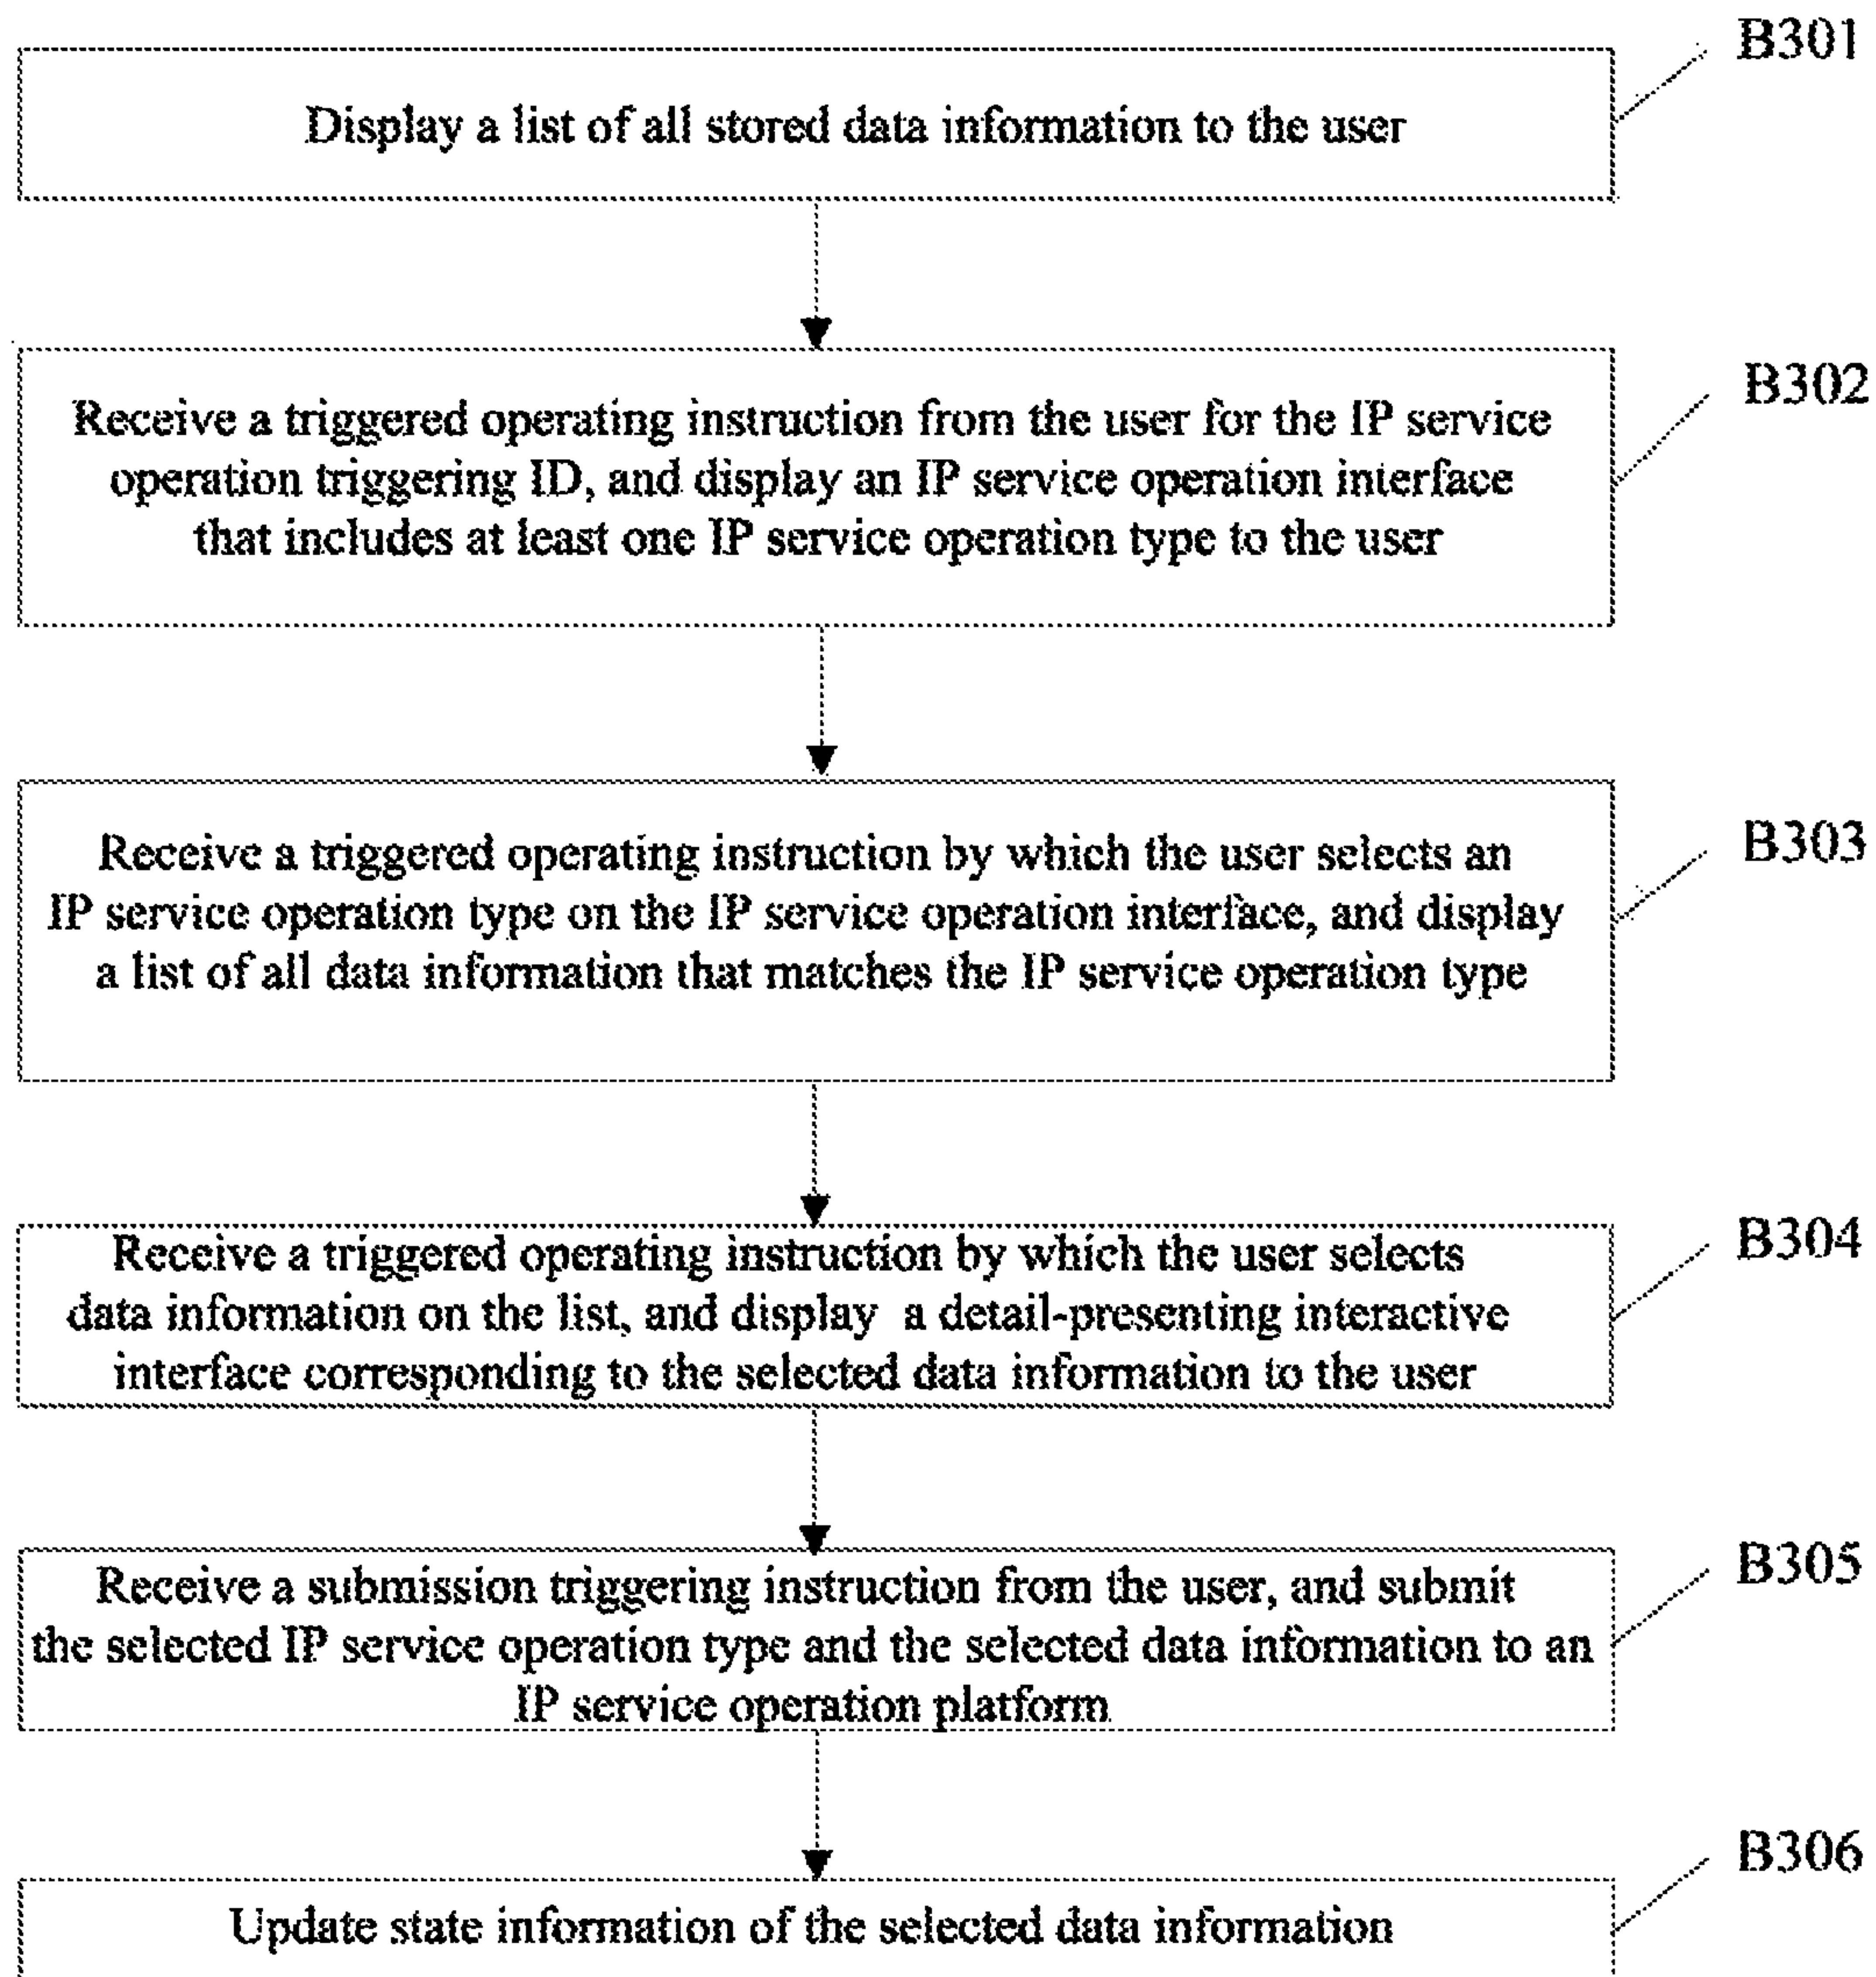 B301
Display a list of all stored data information to the user
B302
Receive a triggered operating instruction from the user for the IP service
operation triggering ID, and display an IP service operation interface
that includes at least one IP service operation type to the user
B303
Receive a triggered operating instruction by which the user selects an
IP service operation type on the IP service operation interface, and display
a list of all data information that matches the IP service operation type
B304
Receive a triggered operating instruction by which the user selects
data information on the list, and display a detail-presenting interactive
interface corresponding to the selected data information to the user
B305
Receive a submission triggering instruction from the user, and submit
the selected IP service operation type and the selected data information to an
IP service operation platform
B306
Update state information of the selected data information